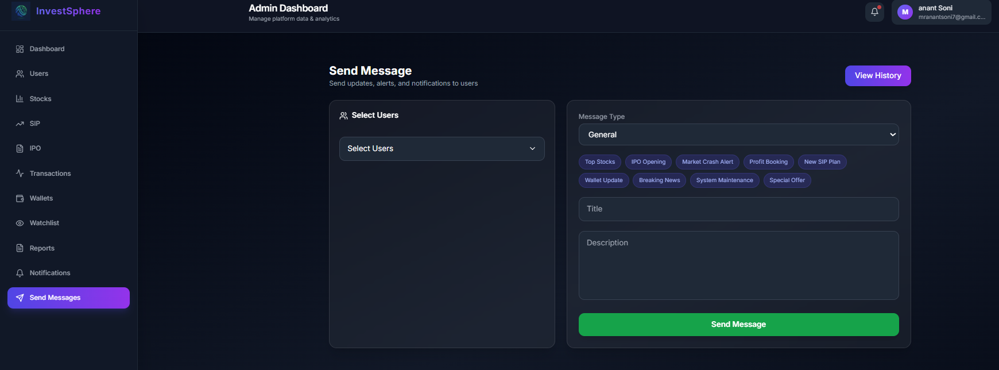 InvestSphere
Dashboard
Users
Stocks
SIP
IPO
Transactions
Wallets
Watchlist
Reports
Notifications
Send Messages
Admin Dashboard
Manage platform data & analytics
M
anant Soni
mranantsoni7@gmail.c...
Send Message
Send updates, alerts, and notifications to users
View History
Select Users
Select Users
Message Type
General
Top Stocks IPO Opening Market Crash Alert Profit Booking New SIP Plan
Wallet Update Breaking News System Maintenance Special Offer
Title
Description
Send Message